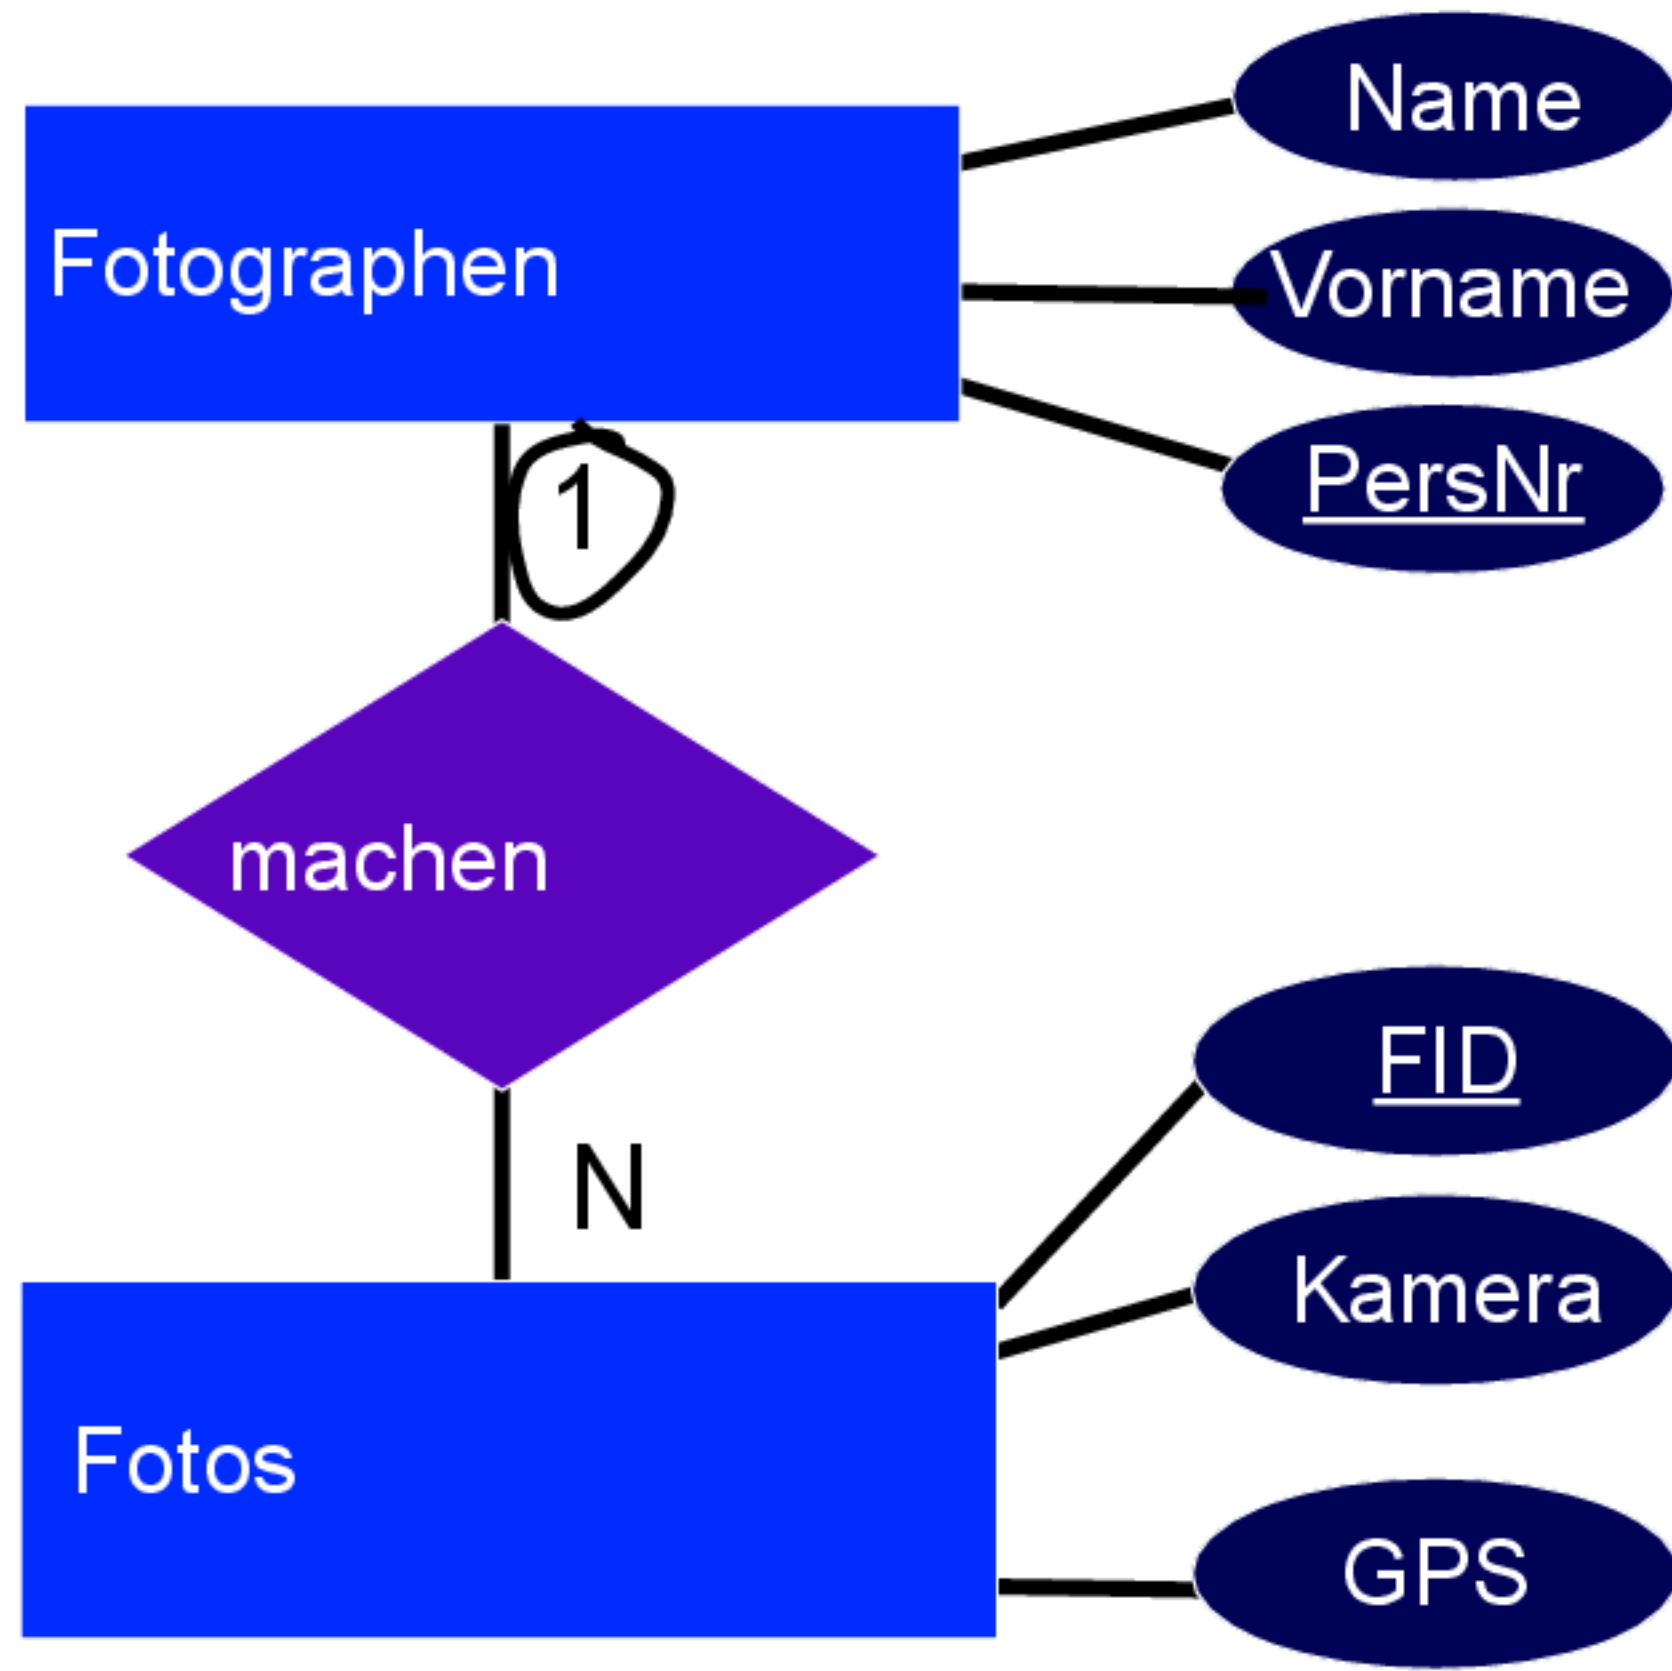 Name
Fotographen
Vorname
PersNr
1
machen
FID
N
Kamera
Fotos
GPS